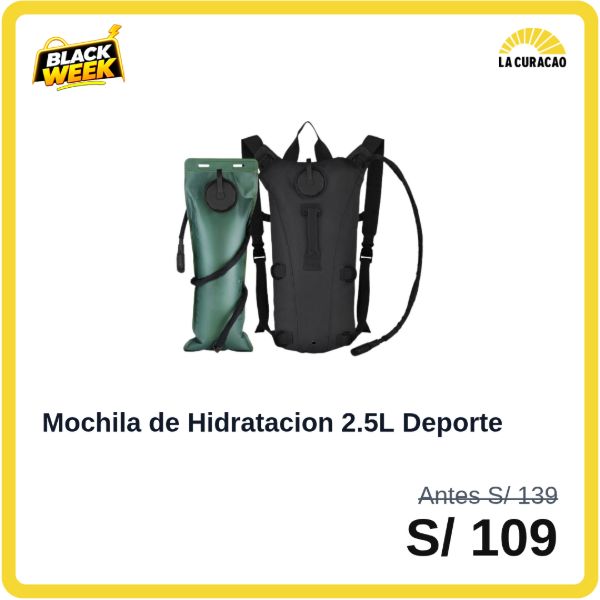 BLACK
WEEK
LA CURACAO
Mochila de Hidratacion 2.5L Deporte
Antes S/ 139
S/ 109